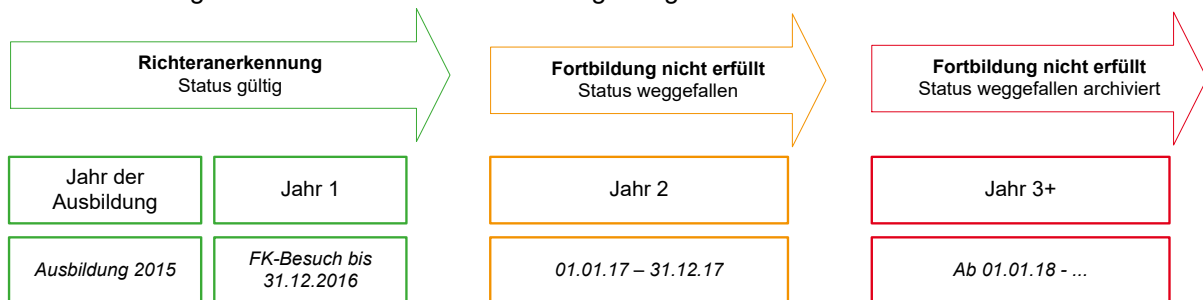 Richteranerkennung
Status gültig
Fortbildung nicht erfüllt
Status weggefallen
Fortbildung nicht erfüllt
Status weggefallen archiviert
Jahr der
Ausbildung
Jahr 1
Jahr 2
Jahr 3+
Ausbildung 2015
FK-Besuch bis
31.12.2016
01.01.17 – 31.12.17
Ab 01.01.18 - ...